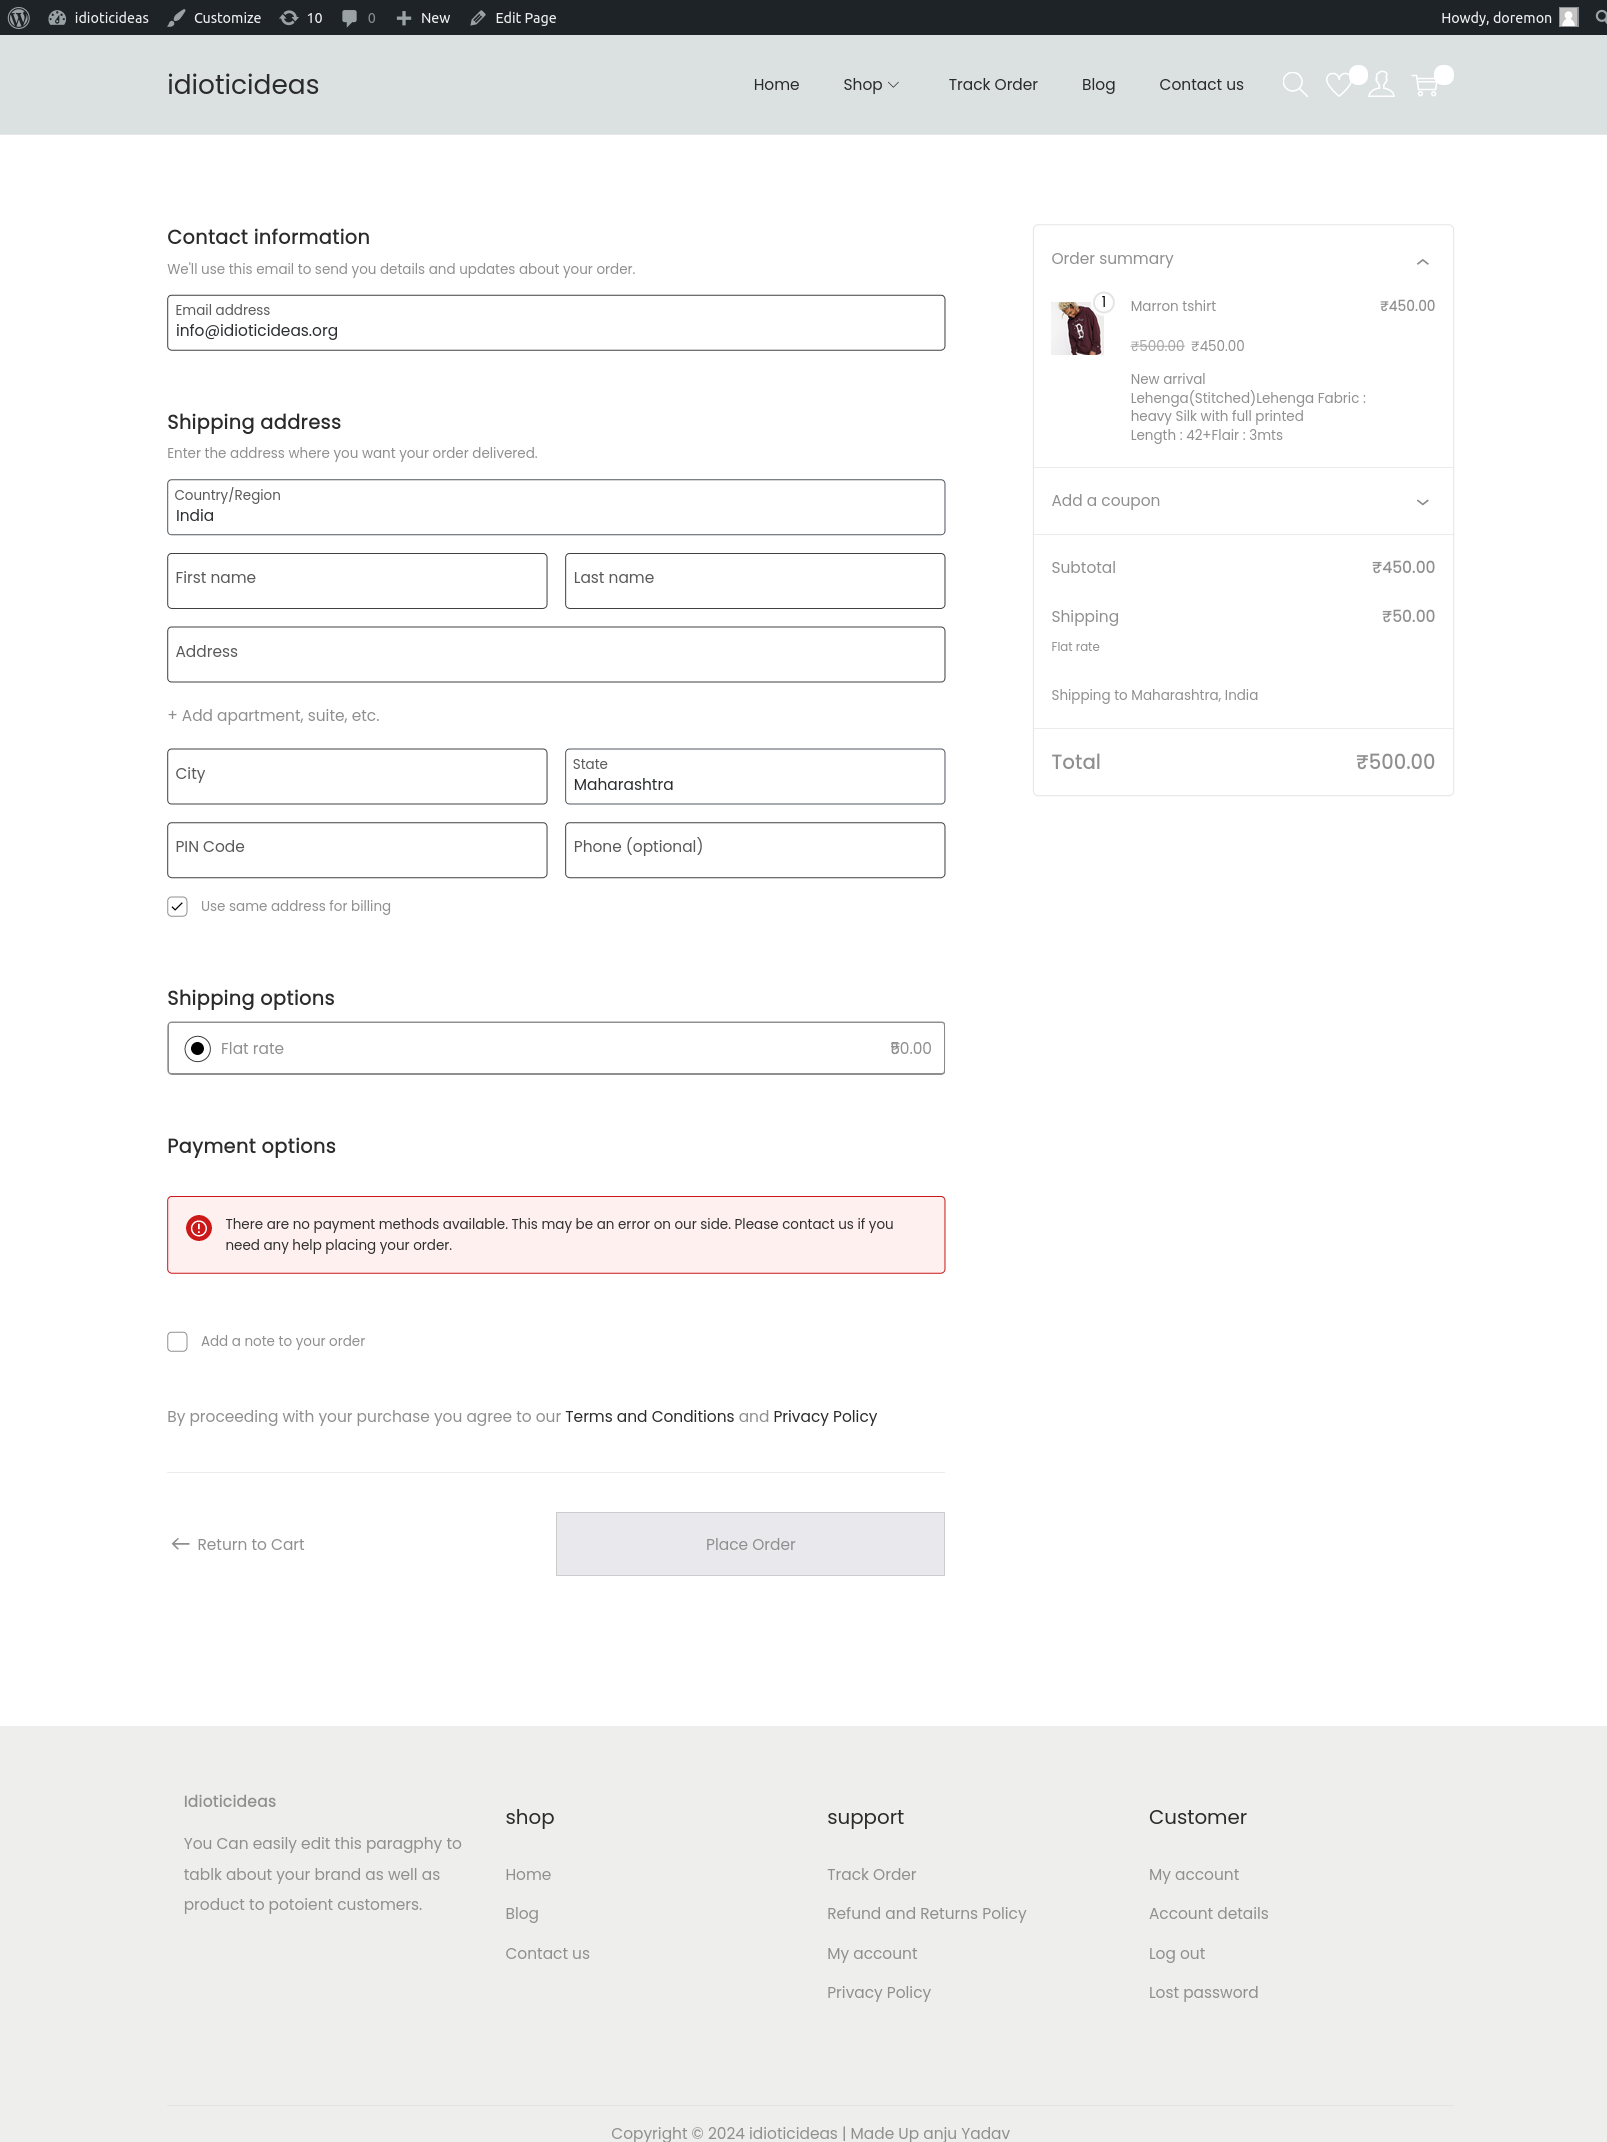 idioticideas
Customize
10
0
New
Edit Page
Howdy, doremon
idioticideas
Home
Shop
Track Order
Blog
Contact us
Contact information
We'll use this email to send you details and updates about your order.
Email address
info@idioticideas.org
Shipping address
Enter the address where you want your order delivered.
Country/Region
India
First name
Last name
Address
+ Add apartment, suite, etc.
City
State
Maharashtra
PIN Code
Phone (optional)
Use same address for billing
Shipping options
Flat rate
₹50.00
Payment options
There are no payment methods available. This may be an error on our side. Please contact us if you
need any help placing your order.
Add a note to your order
By proceeding with your purchase you agree to our Terms and Conditions and Privacy Policy
Return to Cart
Place Order
Order summary
1
Marron tshirt
₹450.00
₹500.00 ₹450.00
New arrival
Lehenga(Stitched)Lehenga Fabric :
heavy Silk with full printed
Length : 42+Flair : 3mts
Add a coupon
Subtotal
₹450.00
Shipping
₹50.00
Flat rate
Shipping to Maharashtra, India
Total
₹500.00
Idioticideas
You Can easily edit this paragphy to
tablk about your brand as well as
product to potoient customers.
shop
Home
Blog
Contact us
support
Track Order
Refund and Returns Policy
My account
Privacy Policy
Customer
My account
Account details
Log out
Lost password
Copyright © 2024 idioticideas | Made Up anju Yadav